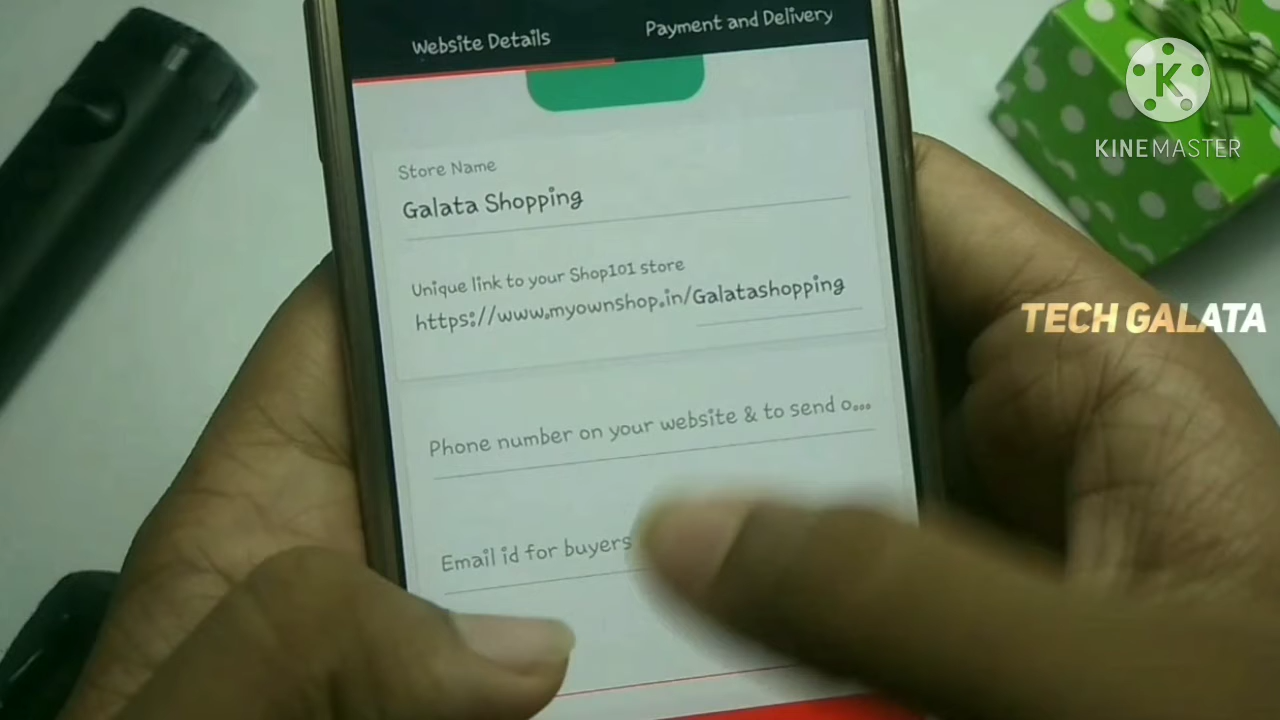 Website Details
Payment and Delivery
Store Name
Galata Shopping
Unique link to your Shop101 store
https://www.myownshop.in/Galatashopping
Phone number on your website & to send o...
Email id for buyers
K
KINEMASTER
TECH GALATA